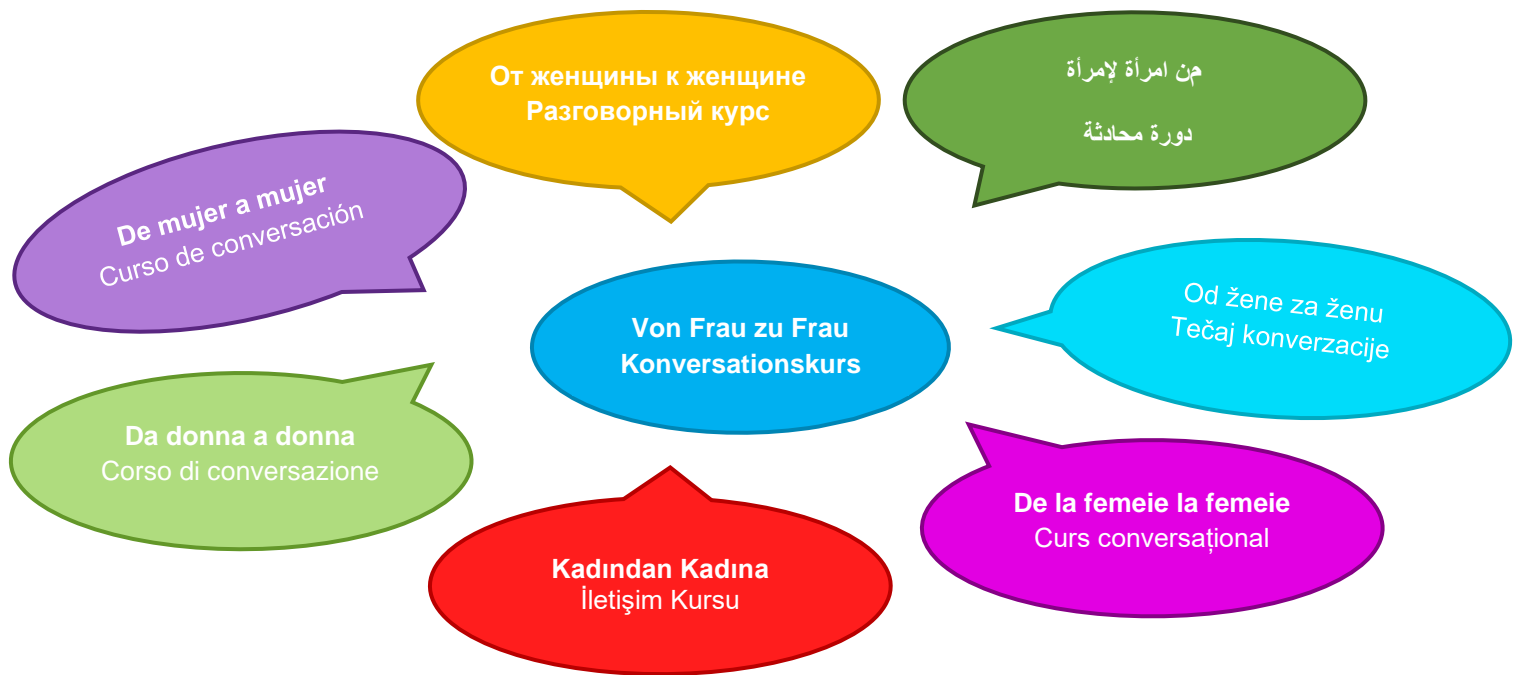 От женщины к женщине
Разговорный курс
من امرأة لإمرأة
دورة محادثة
De mujer a mujer
Curso de conversación
Von Frau zu Frau
Konversationskurs
Od žene za ženu
Tečaj konverzacije
Da donna a donna
Corso di conversazione
De la femeie la femeie
Curs conversațional
Kadından Kadına
İletişim Kursu